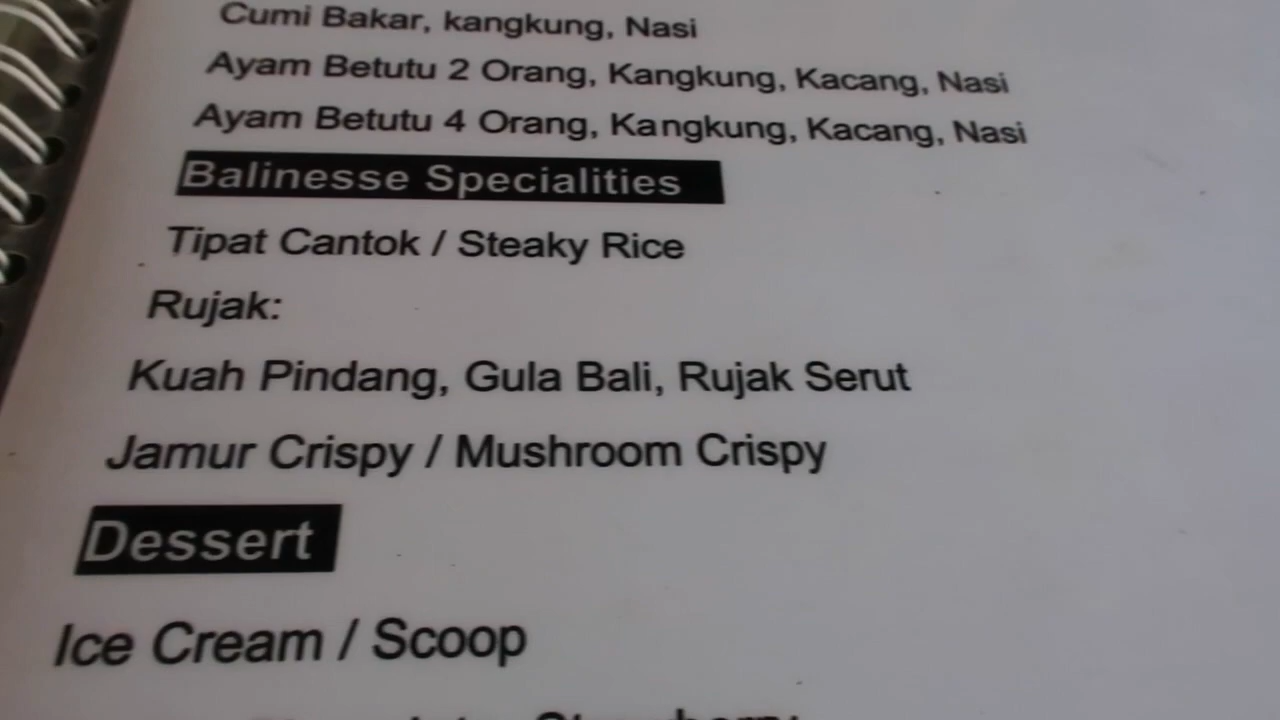 Cumi Bakar, kangkung, Nasi
Ayam Betutu 2 Orang, Kangkung, Kacang, Nasi
Ayam Betutu 4 Orang, Kangkung, Kacang, Nasi
Balinesse Specialities
Tipat Cantok / Steaky Rice
Rujak:
Kuah Pindang, Gula Bali, Rujak Serut
Jamur Crispy / Mushroom Crispy
Dessert
Ice Cream / Scoop